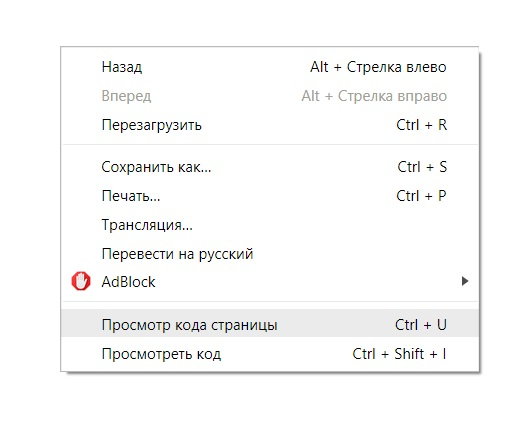 Назад Alt + Стрелка влево
Вперед Alt + Стрелка вправо
Перезагрузить Ctrl + R
Сохранить как... Ctrl + S
Печать... Ctrl + P
Трансляция...
Перевести на русский
AdBlock
Просмотр кода страницы Ctrl + U
Просмотреть код Ctrl + Shift + I